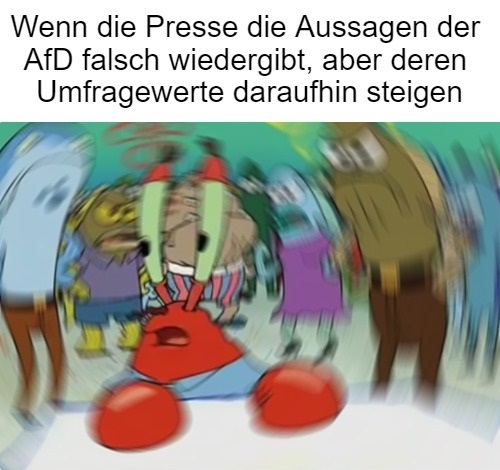 Wenn die Presse die Aussagen der
AfD falsch wiedergibt, aber deren
Umfragewerte daraufhin steigen